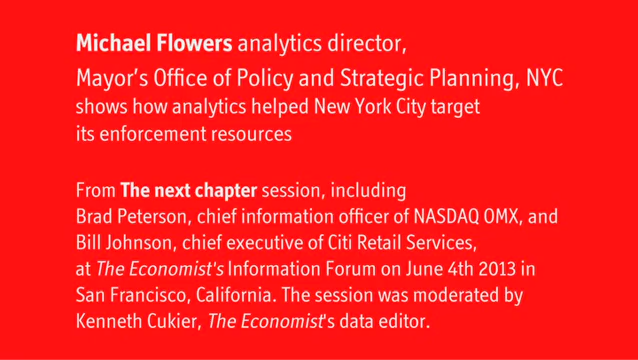 Michael Flowers analytics director,
Mayor's Office of Policy and Strategic Planning, NYC
shows how analytics helped New York City target
its enforcement resources
From The next chapter session, including
Brad Peterson, chief information officer of NASDAQ OMX, and
Bill Johnson, chief executive of Citi Retail Services,
at The Economist's Information Forum on June 4th 2013 in
San Francisco, California. The session was moderated by
Kenneth Cukier, The Economist's data editor.